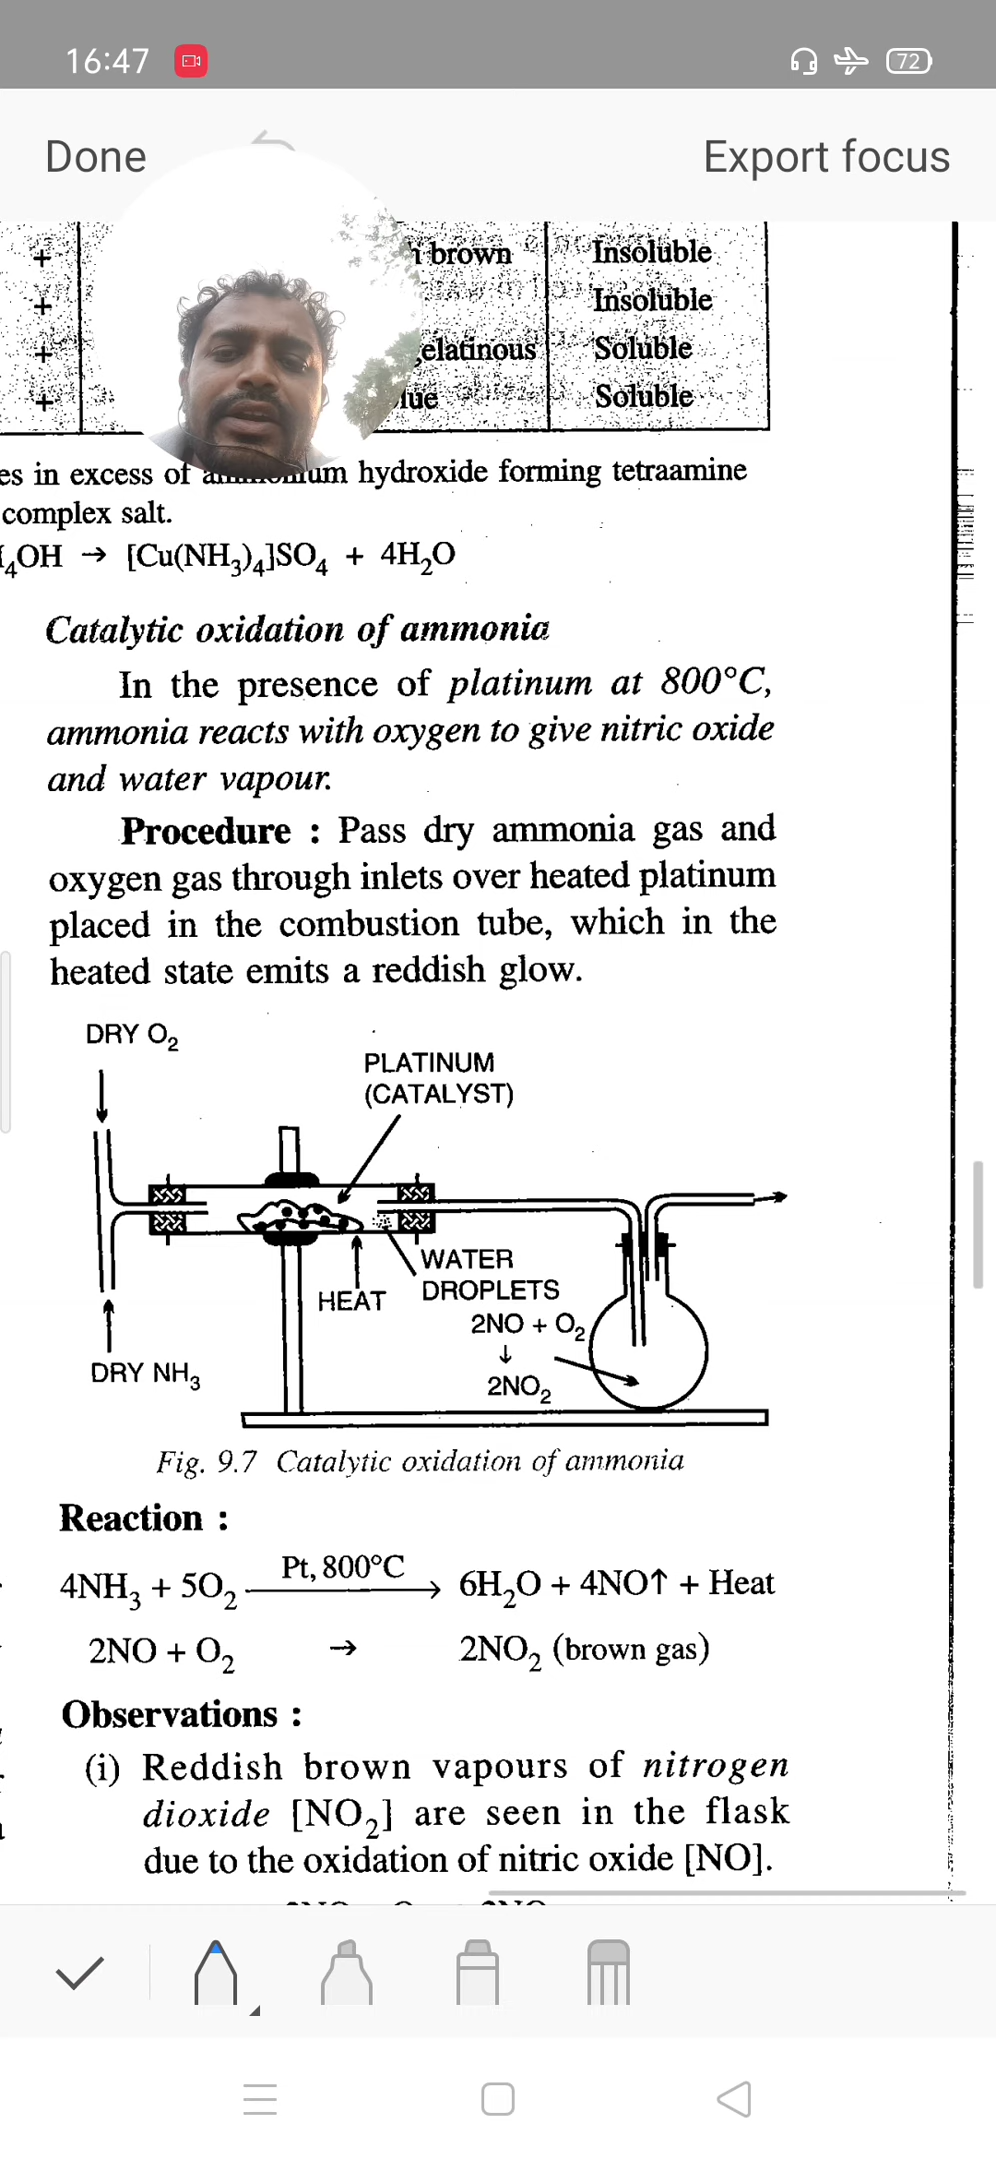 16:47
72
Done
Export focus
+ brown Insoluble
+ Insoluble
+ elatinous Soluble
+ lue Soluble
es in excess of um hydroxide forming tetraamine
complex salt.
4OH → [Cu(NH3)4]SO4 + 4H2O
Catalytic oxidation of ammonia
In the presence of platinum at 800°C,
ammonia reacts with oxygen to give nitric oxide
and water vapour.
Procedure : Pass dry ammonia gas and
oxygen gas through inlets over heated platinum
placed in the combustion tube, which in the
heated state emits a reddish glow.
DRY O2
PLATINUM
(CATALYST)
WATER
DROPLETS
HEAT
2NO + O2
↓
2NO2
DRY NH3
Fig. 9.7 Catalytic oxidation of ammonia
Reaction :
Pt, 800°C
4NH3 + 5O2 → 6H2O + 4NO↑ + Heat
2NO + O2 → 2NO2 (brown gas)
Observations :
(i) Reddish brown vapours of nitrogen
dioxide [NO2] are seen in the flask
due to the oxidation of nitric oxide [NO].